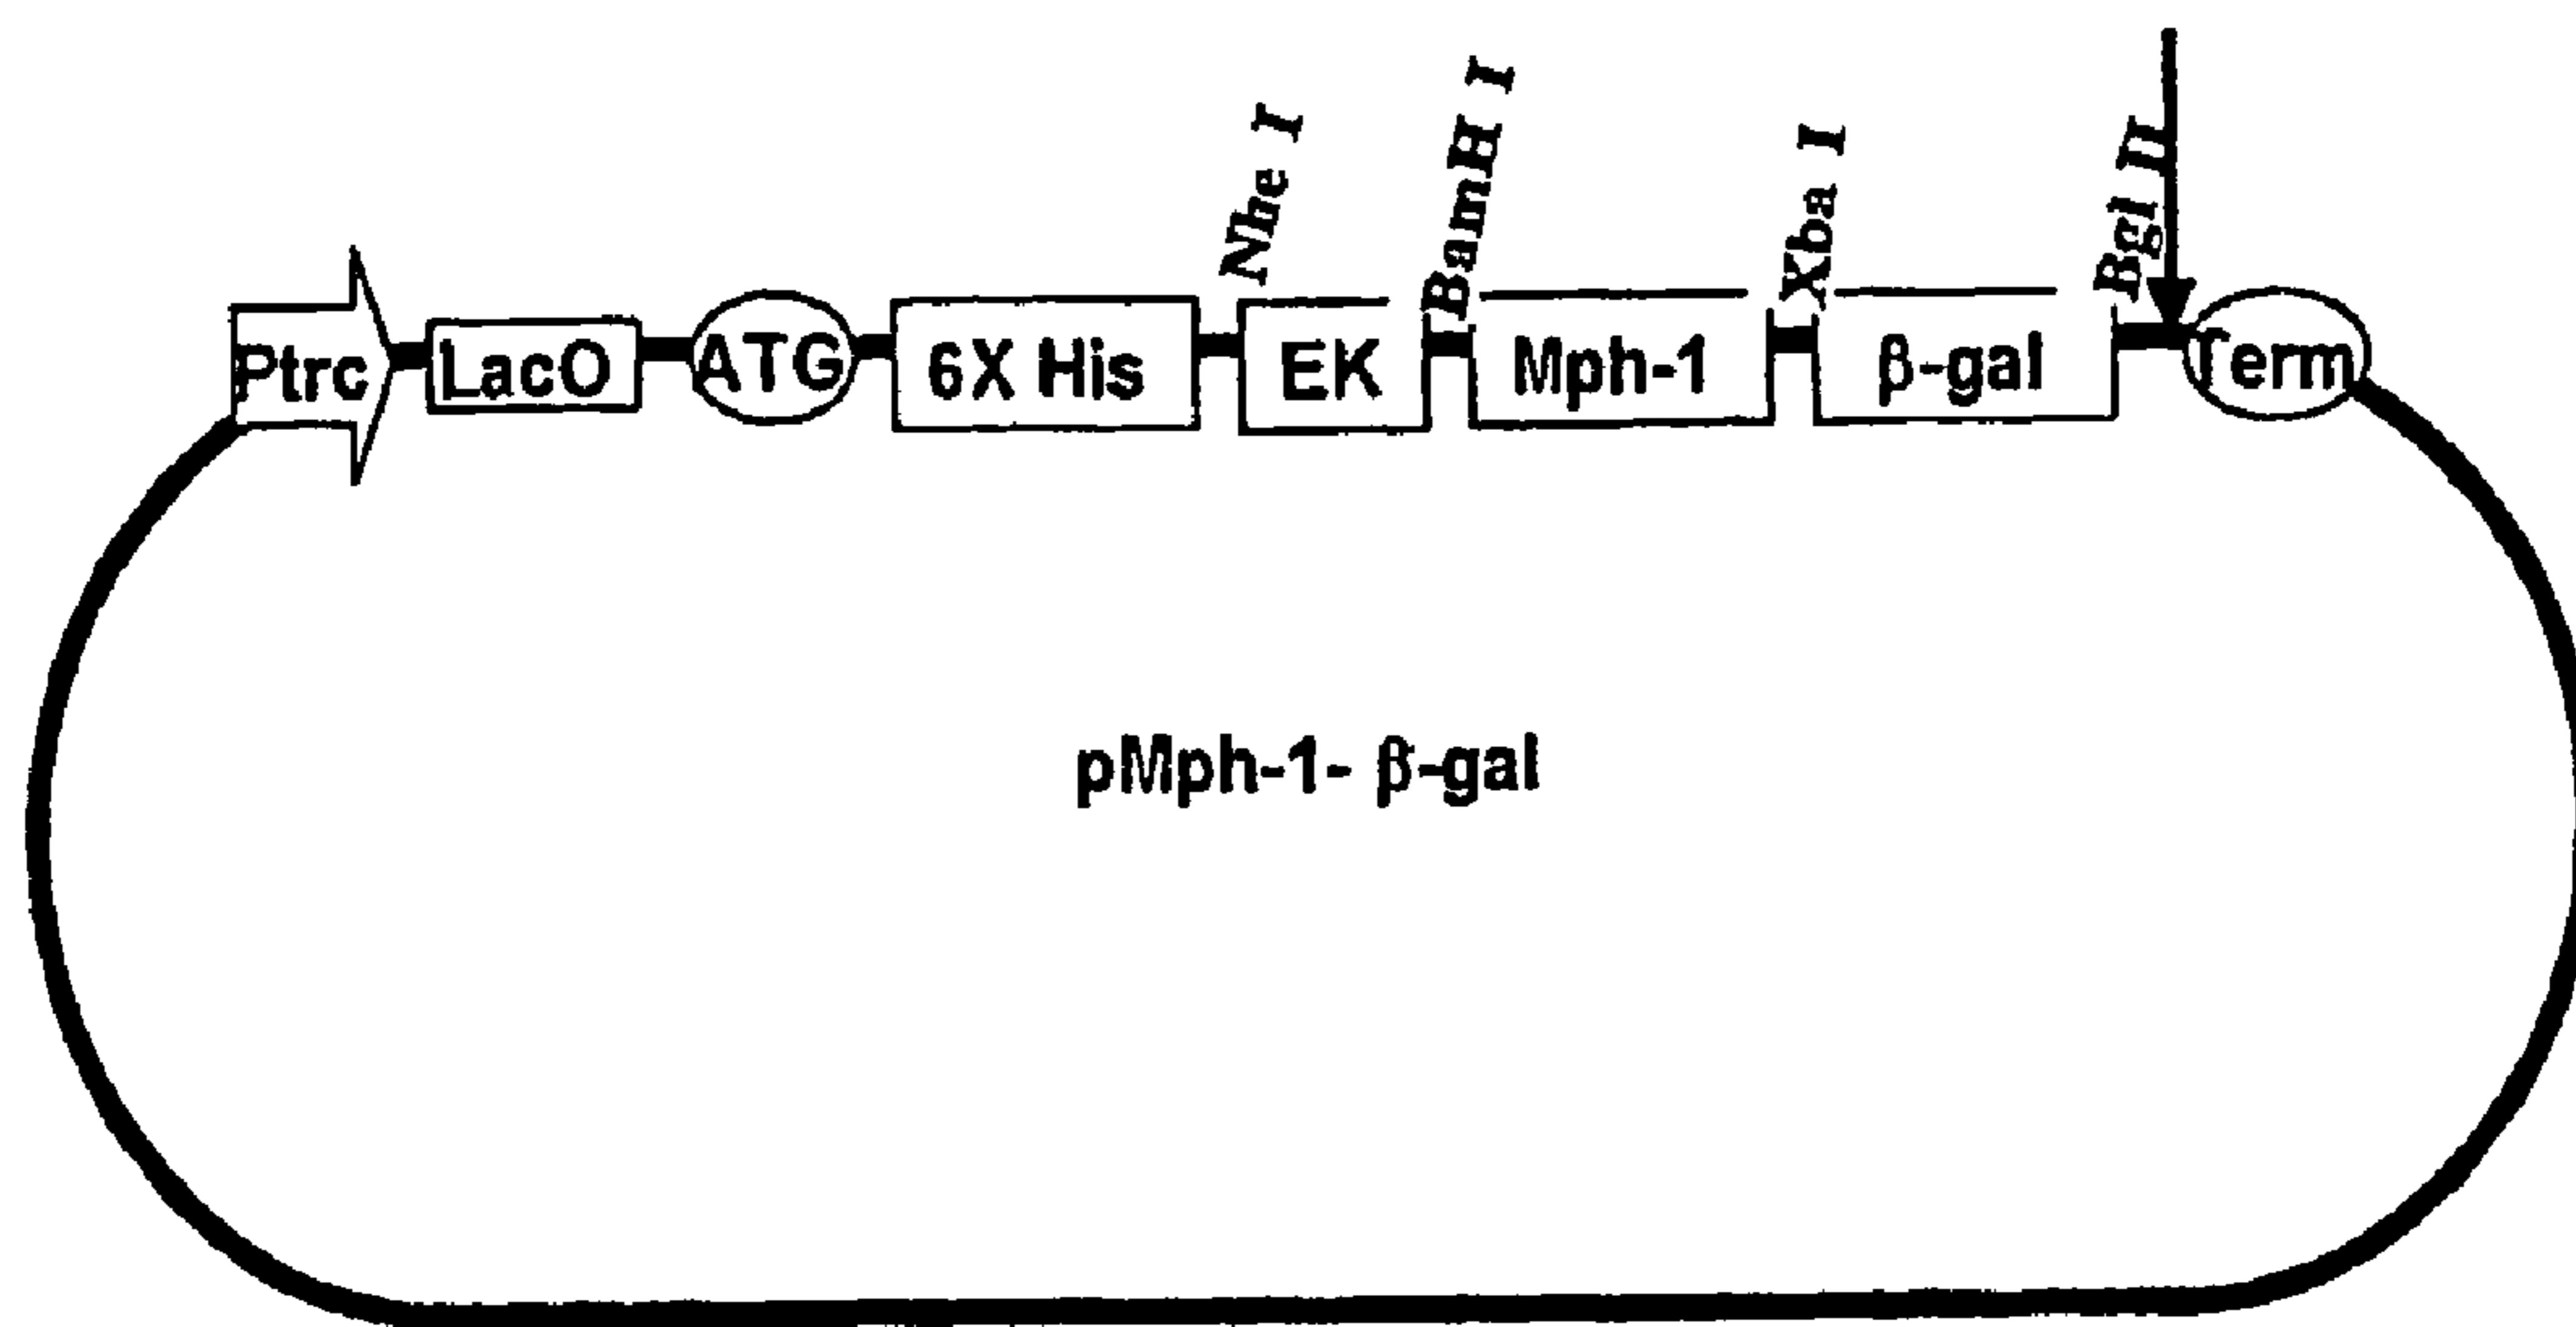 Nhe I
BamH I
Xba I
Bgl II
Ptrc LacO ATG 6X His EK Mph-1 β-gal Term
pMph-1- β-gal